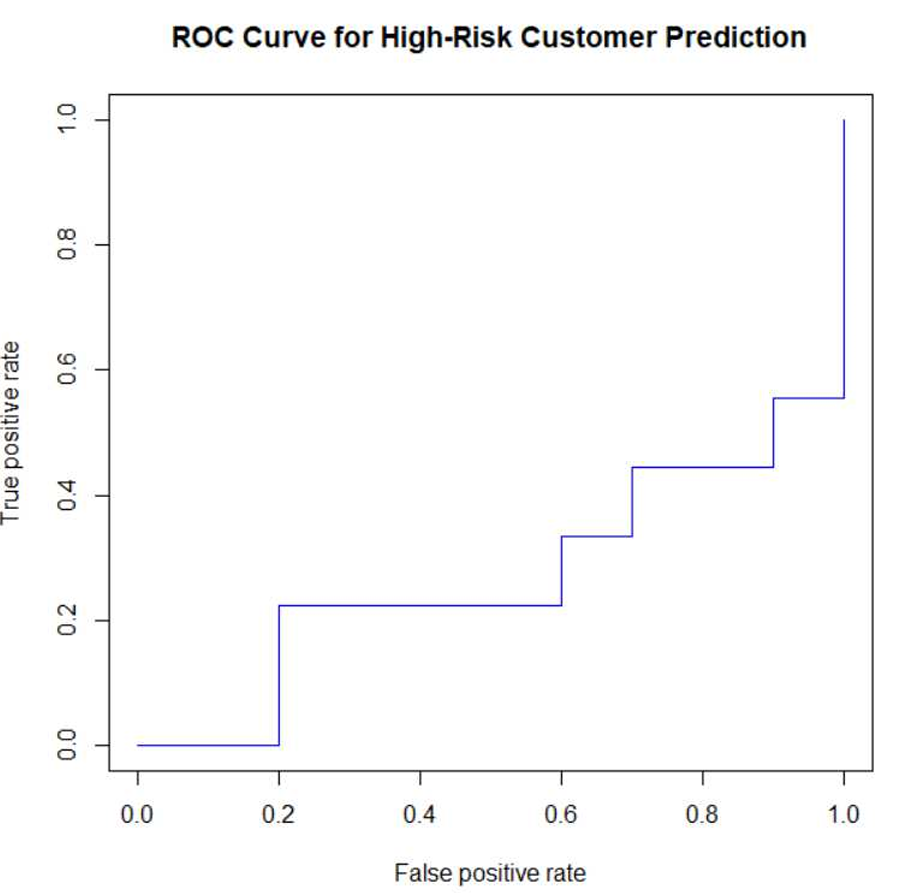 ROC Curve for High-Risk Customer Prediction
True positive rate
1.0
0.8
0.6
0.4
0.2
0.0
0.0 0.2 0.4 0.6 0.8 1.0
False positive rate